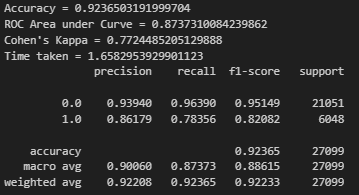 Accuracy = 0.9236503191999704
ROC Area under Curve = 0.8737310084239862
Cohen's Kappa = 0.7724485205129888
Time taken = 1.6582953929901123
precision recall f1-score support
0.0 0.93940 0.96390 0.95149 21051
1.0 0.86179 0.78356 0.82082 6048
accuracy 0.92365 27099
macro avg 0.90060 0.87373 0.88615 27099
weighted avg 0.92208 0.92365 0.92233 27099